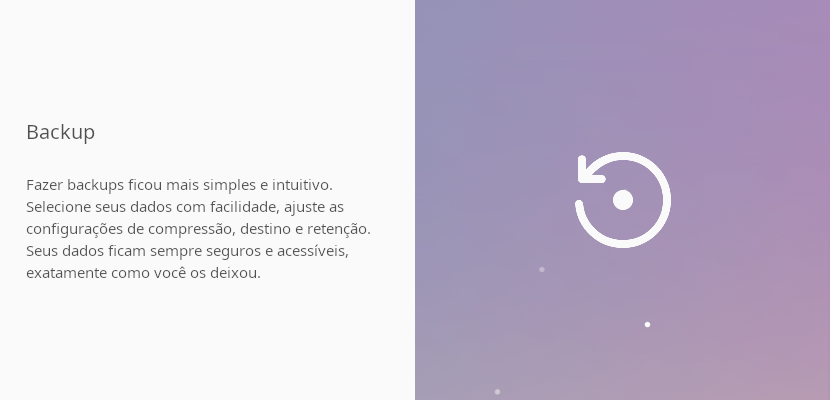 Backup
Fazer backups ficou mais simples e intuitivo.
Selecione seus dados com facilidade, ajuste as
configurações de compressão, destino e retenção.
Seus dados ficam sempre seguros e acessíveis,
exatamente como você os deixou.